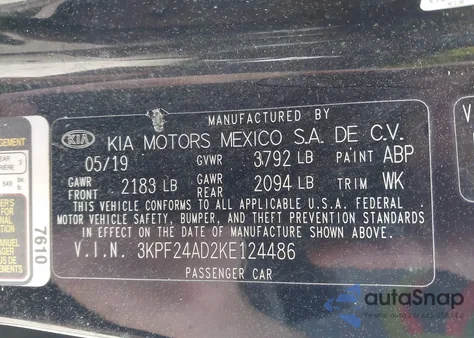 MANUFACTURED BY
KIA KIA MOTORS MEXICO S.A. DE C.V.
05/19 GVWR 3792 LB PAINT ABP
GAWR FRONT 2183 LB GAWR REAR 2094 LB TRIM WK
THIS VEHICLE CONFORMS TO ALL APPLICABLE U.S.A. FEDERAL
MOTOR VEHICLE SAFETY, BUMPER, AND THEFT PREVENTION STANDARDS
IN EFFECT ON THE DATE OF MANUFACTURE SHOWN ABOVE.
V.I.N. 3KPF24AD2KE124486
PASSENGER CAR
7610
autoSnap